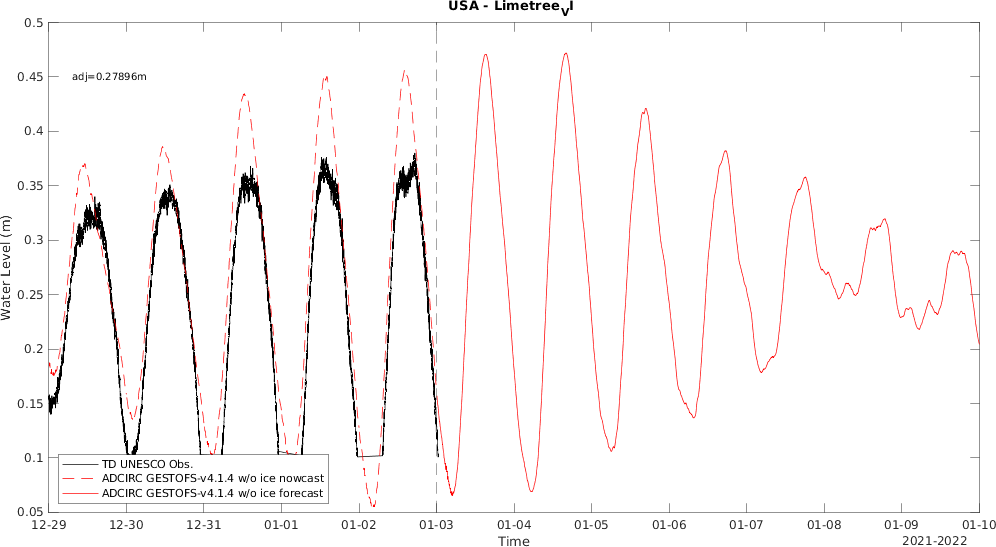 USA - Limetree_VI
0.5
0.45
0.4
0.35
0.3
0.25
0.2
0.15
0.1
0.05
Water Level (m)
adj=0.27896m
TD UNESCO Obs.
ADCIRC GESTOFS-v4.1.4 w/o ice nowcast
ADCIRC GESTOFS-v4.1.4 w/o ice forecast
12-29 12-30 12-31 01-01 01-02 01-03 01-04 01-05 01-06 01-07 01-08 01-09 01-10
Time
2021-2022